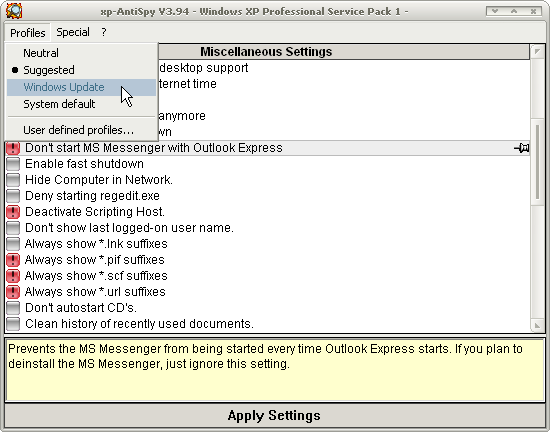 xp-AntiSpy V3.94 - Windows XP Professional Service Pack 1 -
Profiles Special ?
Neutral
Suggested
Windows Update
System default
User defined profiles...
Miscellaneous Settings
desktop support
ternet time
anymore
wn
Don't start MS Messenger with Outlook Express
Enable fast shutdown
Hide Computer in Network.
Deny starting regedit.exe
Deactivate Scripting Host.
Don't show last logged-on user name.
Always show *.lnk suffixes
Always show *.pif suffixes
Always show *.scf suffixes
Always show *.url suffixes
Don't autostart CD's.
Clean history of recently used documents.
Prevents the MS Messenger from being started every time Outlook Express starts. If you plan to
deinstall the MS Messenger, just ignore this setting.
Apply Settings